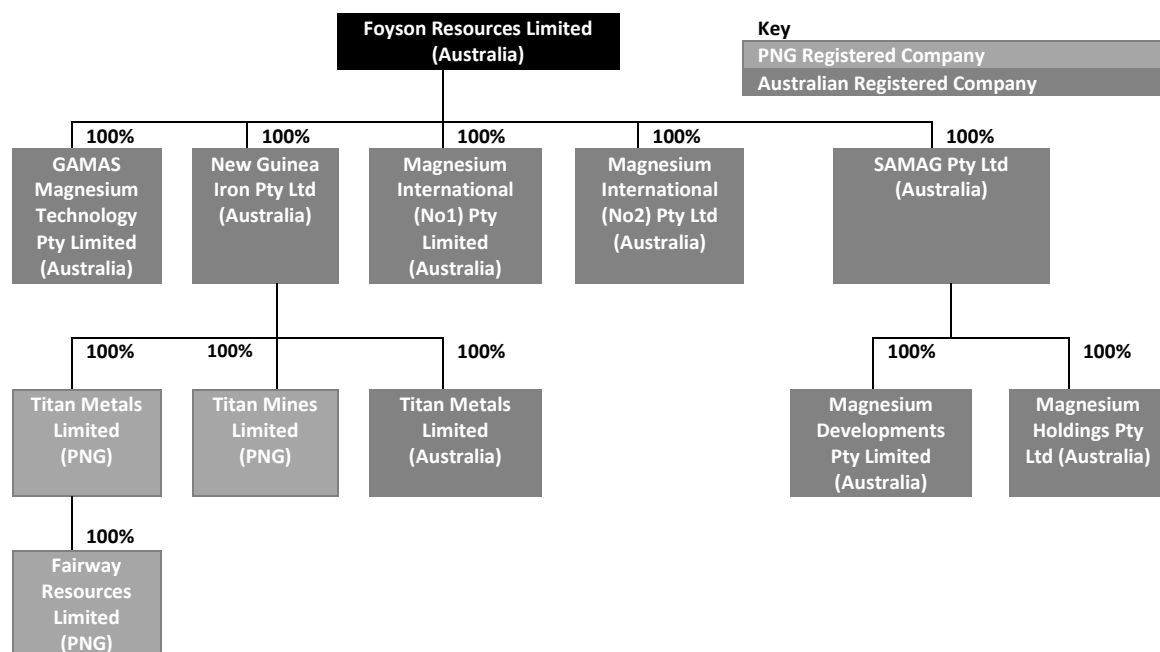 Foyson Resources Limited
(Australia)
Key
PNG Registered Company
Australian Registered Company
100%
100%
100%
100%
100%
GAMAS
Magnesium
Technology
Pty Limited
(Australia)
New Guinea
Iron Pty Ltd
(Australia)
Magnesium
International
(No1) Pty
Limited
(Australia)
Magnesium
International
(No2) Pty Ltd
(Australia)
SAMAG Pty Ltd
(Australia)
100%
100%
100%
100%
100%
Titan Metals
Limited
(PNG)
Titan Mines
Limited
(PNG)
Titan Metals
Limited
(Australia)
Magnesium
Developments
Pty Limited
(Australia)
Magnesium
Holdings Pty
Ltd (Australia)
100%
Fairway
Resources
Limited
(PNG)